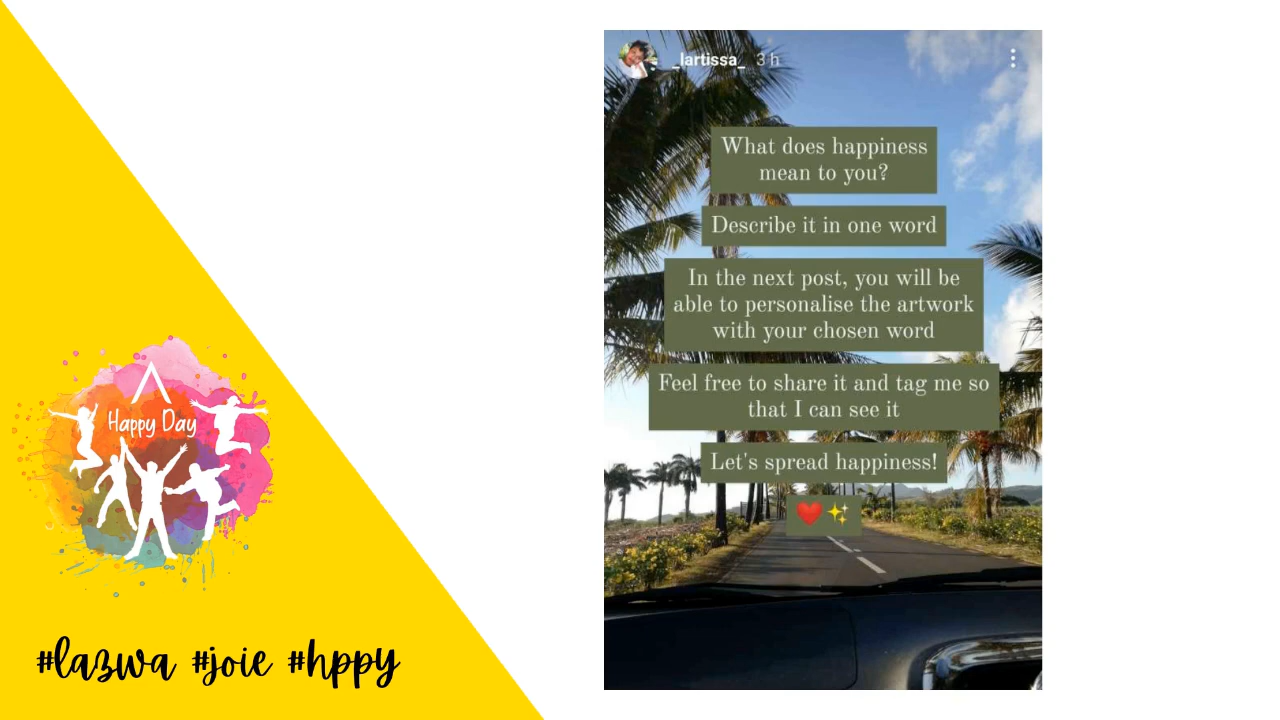 _lartissa_ 3 h
What does happiness
mean to you?
Describe it in one word
In the next post, you will be
able to personalise the artwork
with your chosen word
Feel free to share it and tag me so
that I can see it
Let's spread happiness!
❤️✨
A
Happy Day
#lazwa #joie #hppy